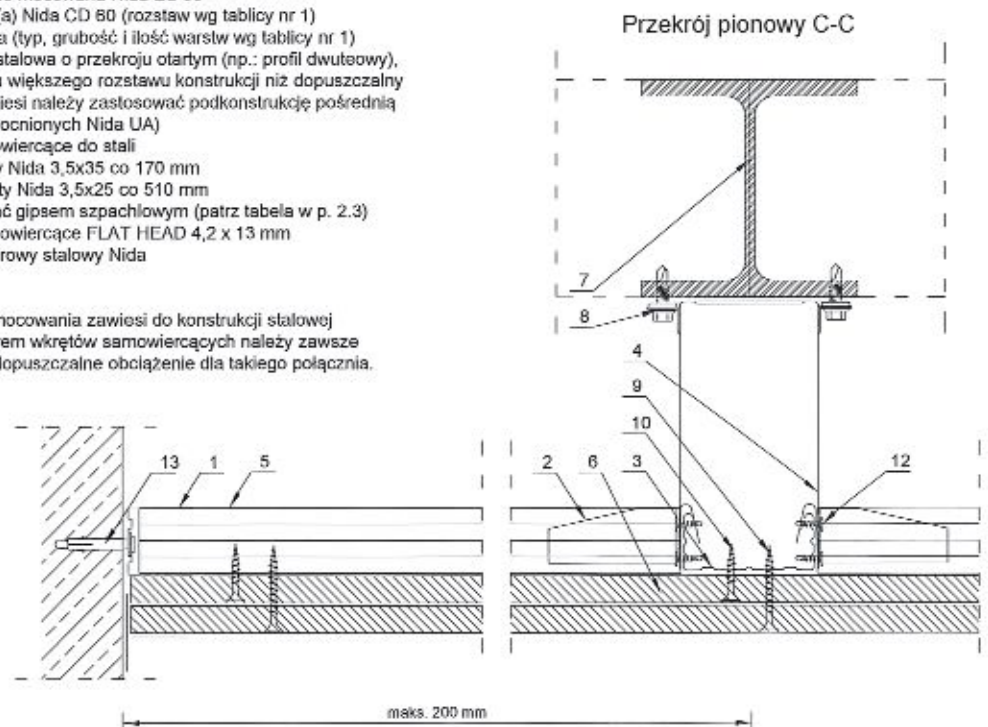 (a) Nida CD 60 (rozstaw wg tablicy nr 1)
a (typ, grubość i ilość warstw wg tablicy nr 1)
stalowa o przekroju otartym (np.: profil dwuteowy),
u większego rozstawu konstrukcji niż dopuszczalny
iesi należy zastosować podkonstrukcję pośrednią
ocnionych Nida UA)
owiercące do stali
y Nida 3,5x35 co 170 mm
ty Nida 3,5x25 co 510 mm
ać gipsem szpachlowym (patrz tabela w p. 2.3)
owiercące FLAT HEAD 4,2 x 13 mm
rowy stalowy Nida
nocowania zawiesi do konstrukcji stalowej
rem wkrętów samowiercących należy zawsze
dopuszczalne obciążenie dla takiego połącznia.
Przekrój pionowy C-C
7
8
4
9
10
13 1 5 2 6 3 12
maks. 200 mm